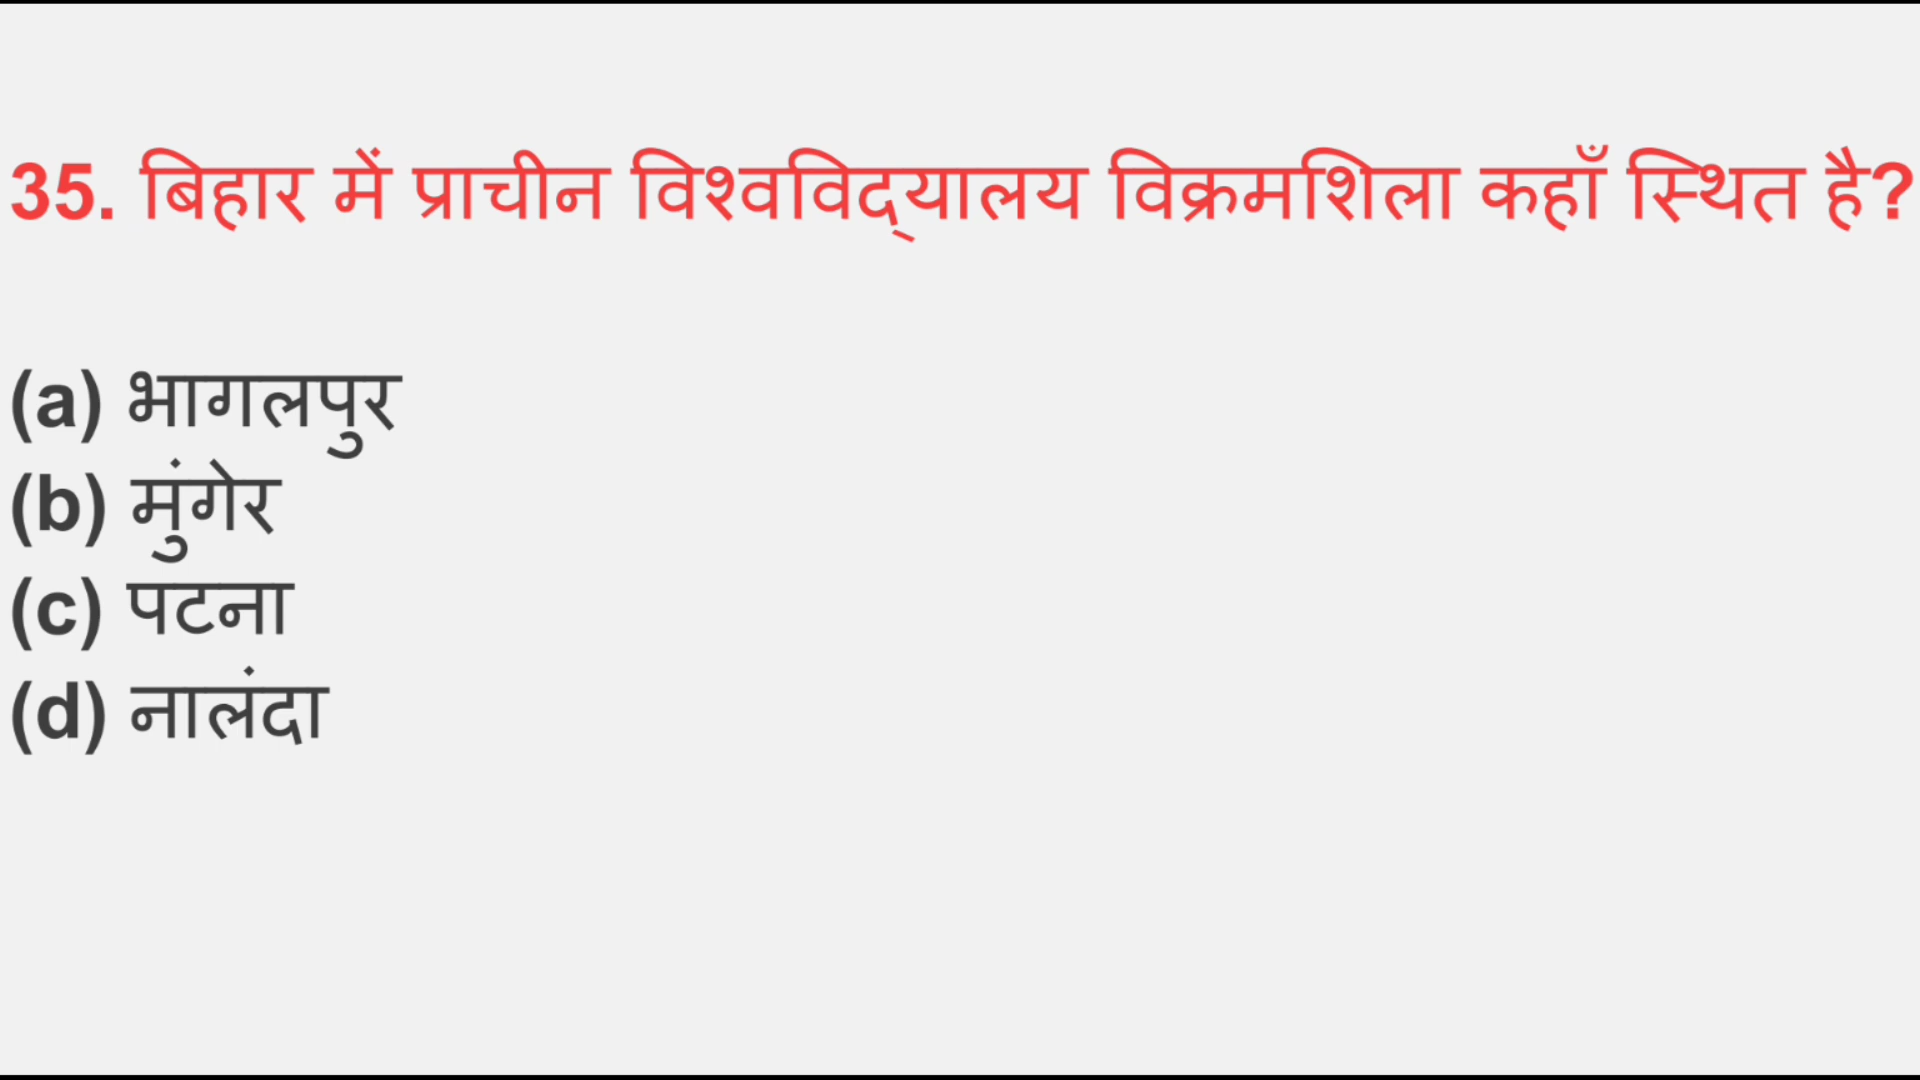 35. बिहार में प्राचीन विश्वविद्‌यालय विक्रमशिला कहाँ स्थित है?
(a) भागलपुर
(b) मुंगेर
(c) पटना
(d) नालंदा